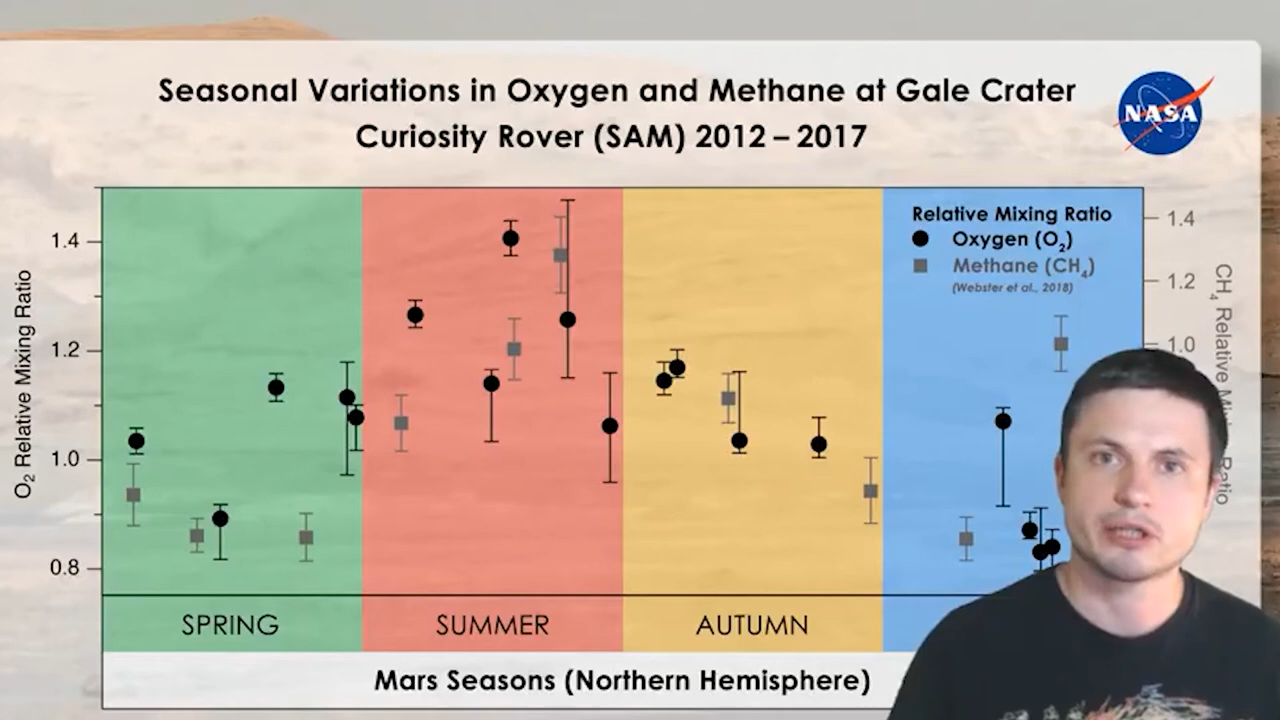 Seasonal Variations in Oxygen and Methane at Gale Crater
Curiosity Rover (SAM) 2012 – 2017
NASA
Relative Mixing Ratio
Oxygen (O₂)
Methane (CH₄)
(Webster et al., 2018)
O₂ Relative Mixing Ratio
1.4
1.2
1.0
0.8
1.4
1.2
1.0
CH₄ Relative
Ratio
SPRING
SUMMER
AUTUMN
Mars Seasons (Northern Hemisphere)